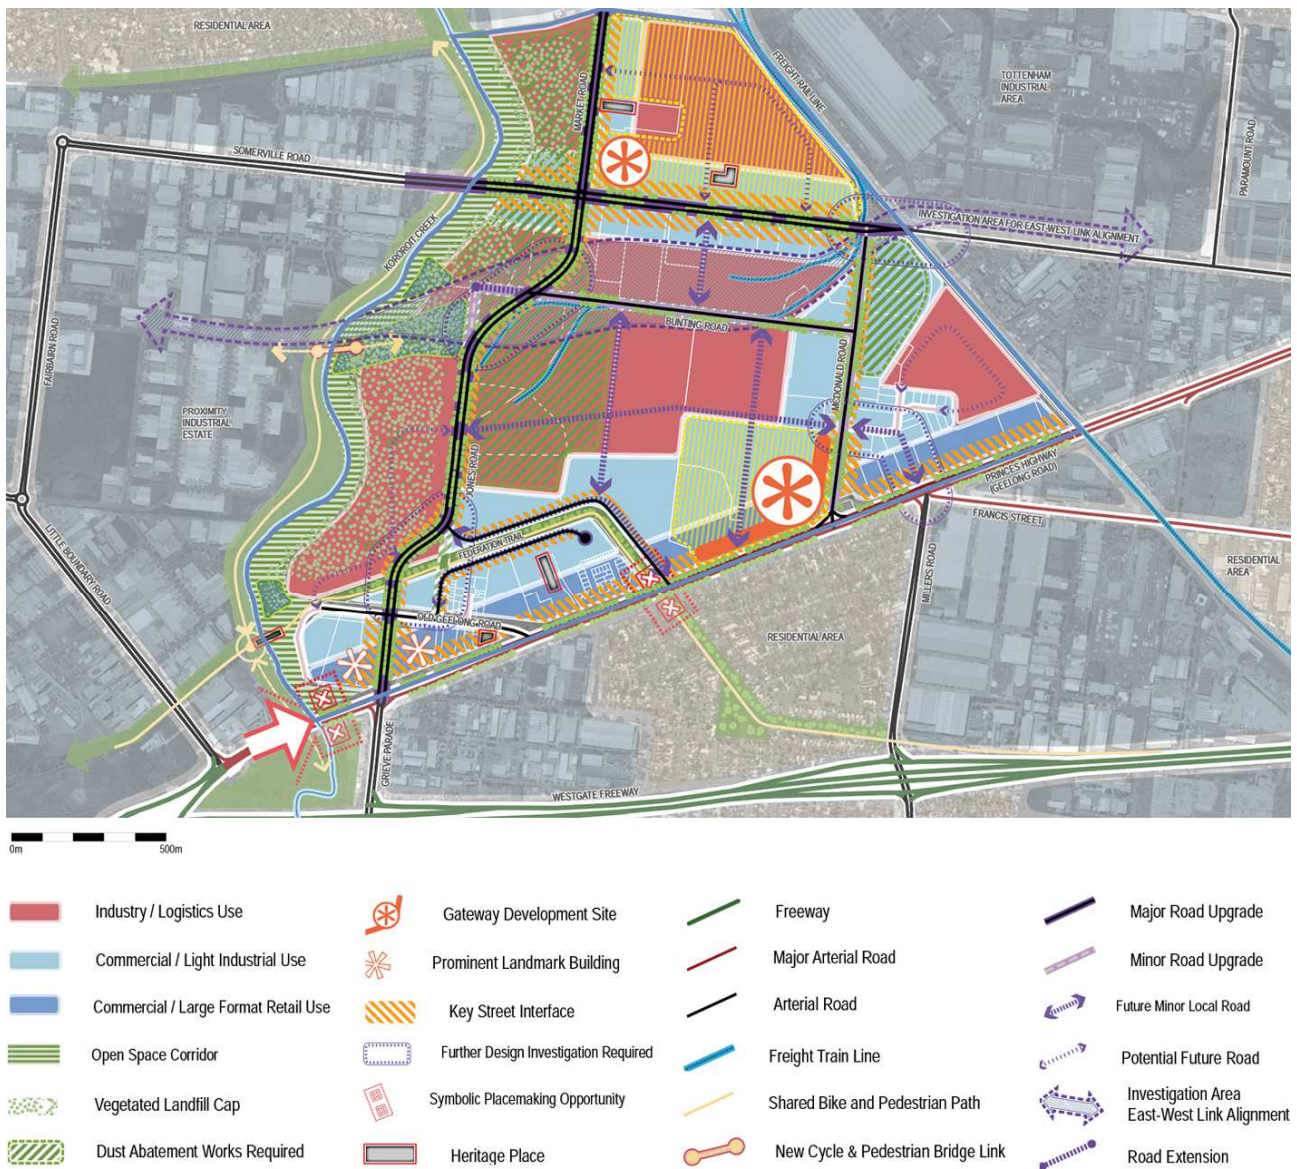 RESIDENTIAL AREA
FREIGHT RAIL LINE
TOTTENHAM
INDUSTRIAL
AREA
MARKET ROAD
PARAMOUNT ROAD
SOMERVILLE ROAD
KOROROIT CREEK
INVESTIGATION AREA FOR EAST-WEST LINK ALIGNMENT
BUNTING ROAD
FAIRBAIRN ROAD
MCDONALD ROAD
PROXIMITY
INDUSTRIAL
ESTATE
JONES ROAD
PRINCES HIGHWAY
(GEELONG ROAD)
FRANCIS STREET
LITTLE BOUNDARY ROAD
FEDERATION TRAIL
MILLERS ROAD
RESIDENTIAL
AREA
OLD GEELONG ROAD
RESIDENTIAL AREA
GRIEVE PARADE
WESTGATE FREEWAY
0m 500m
Industry / Logistics Use
Commercial / Light Industrial Use
Commercial / Large Format Retail Use
Open Space Corridor
Vegetated Landfill Cap
Dust Abatement Works Required
Gateway Development Site
Prominent Landmark Building
Key Street Interface
Further Design Investigation Required
Symbolic Placemaking Opportunity
Heritage Place
Freeway
Major Arterial Road
Arterial Road
Freight Train Line
Shared Bike and Pedestrian Path
New Cycle & Pedestrian Bridge Link
Major Road Upgrade
Minor Road Upgrade
Future Minor Local Road
Potential Future Road
Investigation Area
East-West Link Alignment
Road Extension